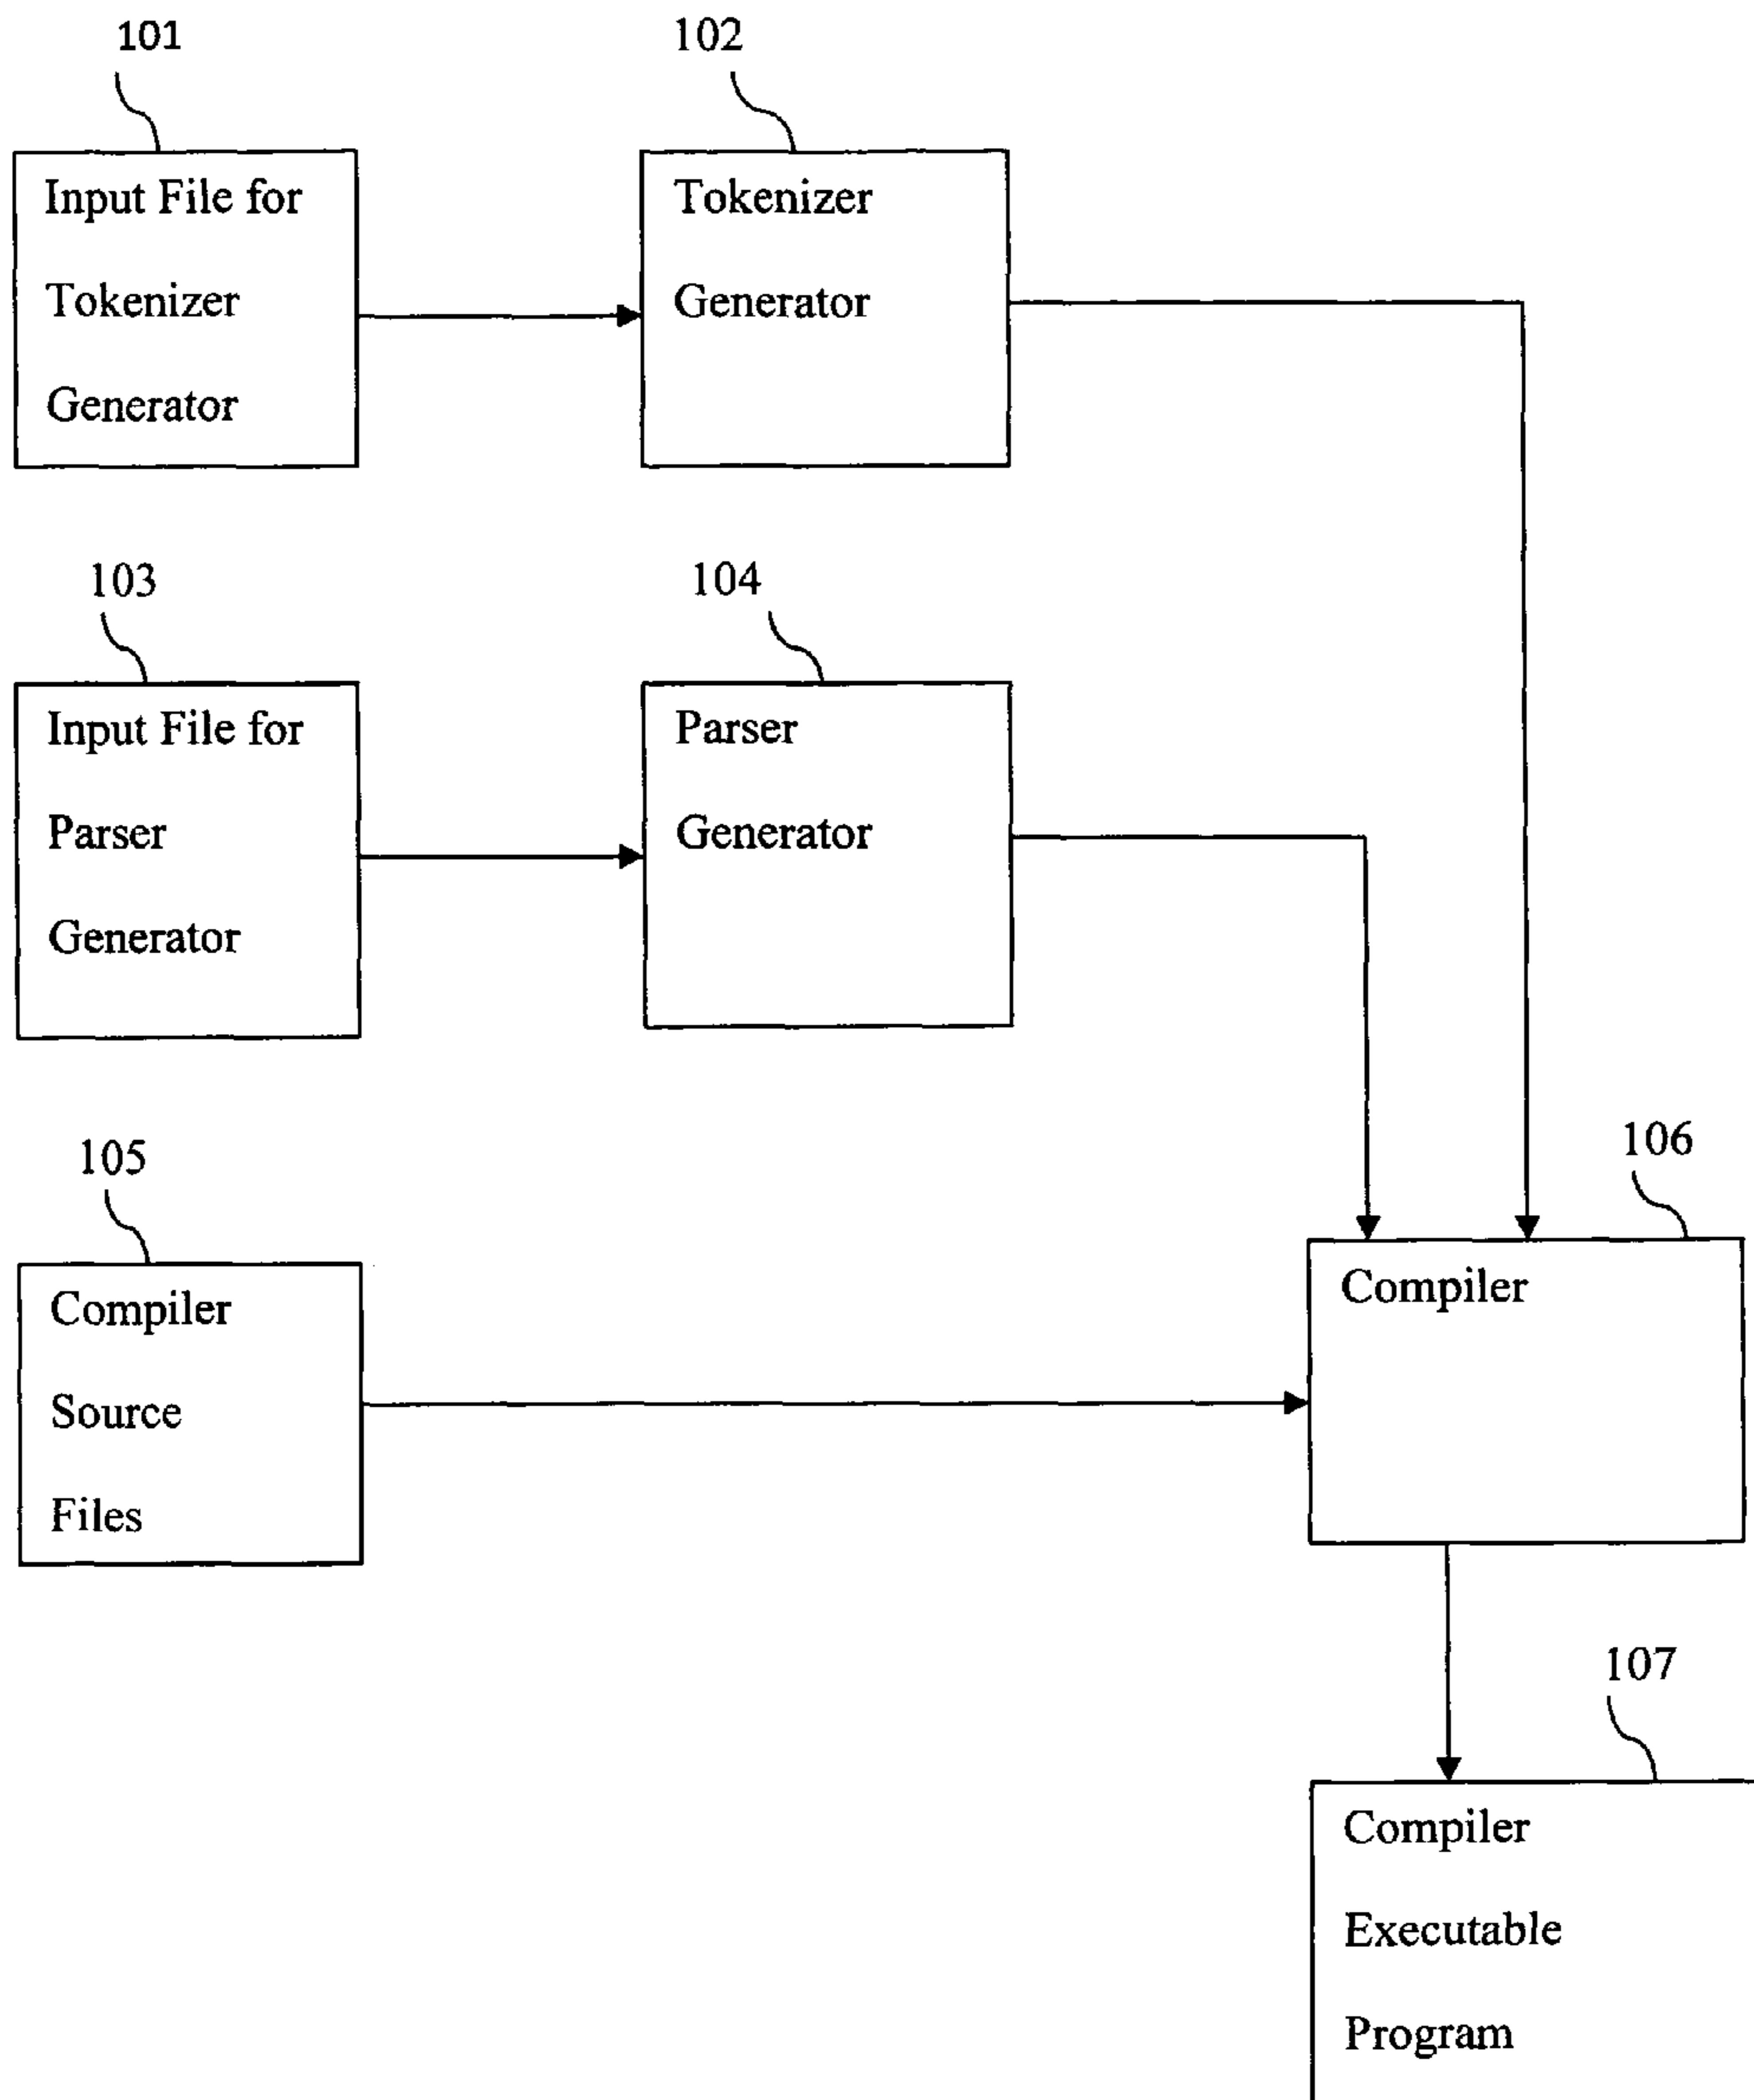 101
102
Input File for
Tokenizer
Generator
Tokenizer
Generator
103
104
Input File for
Parser
Generator
Parser
Generator
105
106
Compiler
Source
Files
Compiler
107
Compiler
Executable
Program